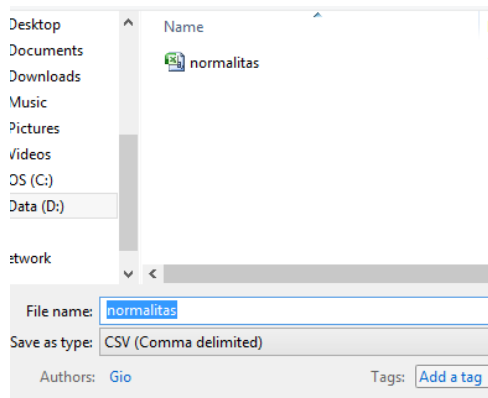 Desktop
Documents
Downloads
Music
Pictures
Videos
OS (C:)
Data (D:)
etwork
Name
normalitas
File name: normalitas
Save as type: CSV (Comma delimited)
Authors: Gio Tags: Add a tag